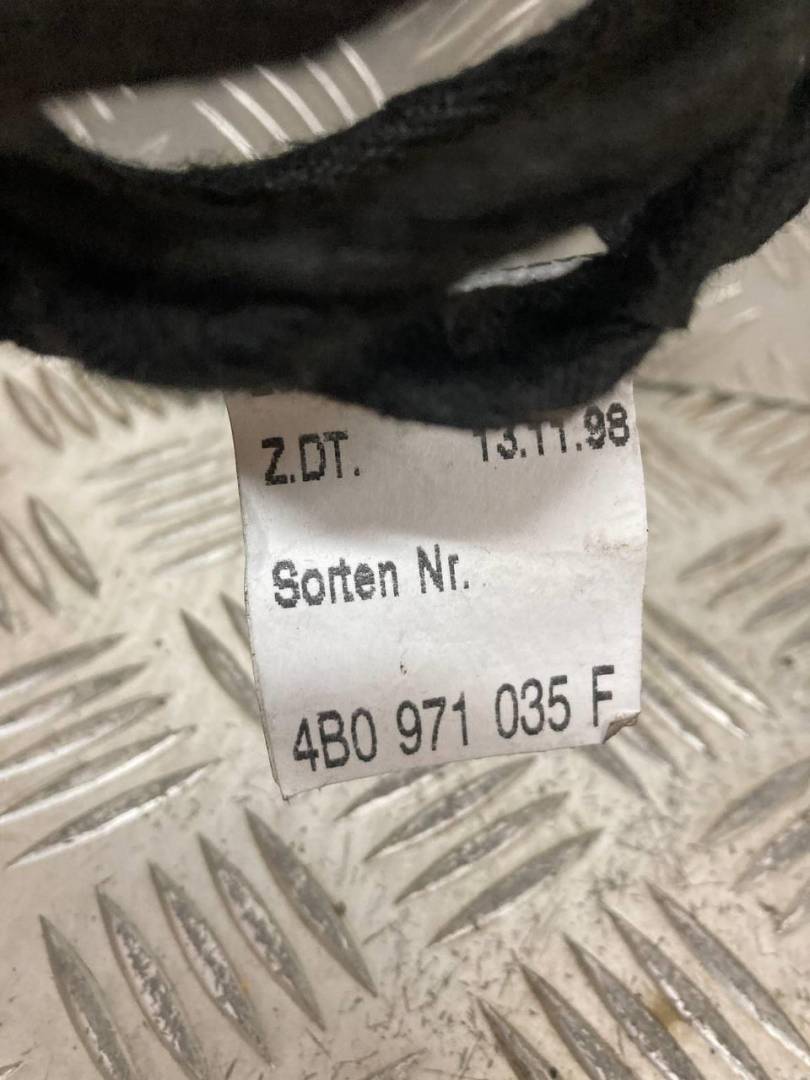 Z.DT. 13.11.98
Sorten Nr.
4B0 971 035 F